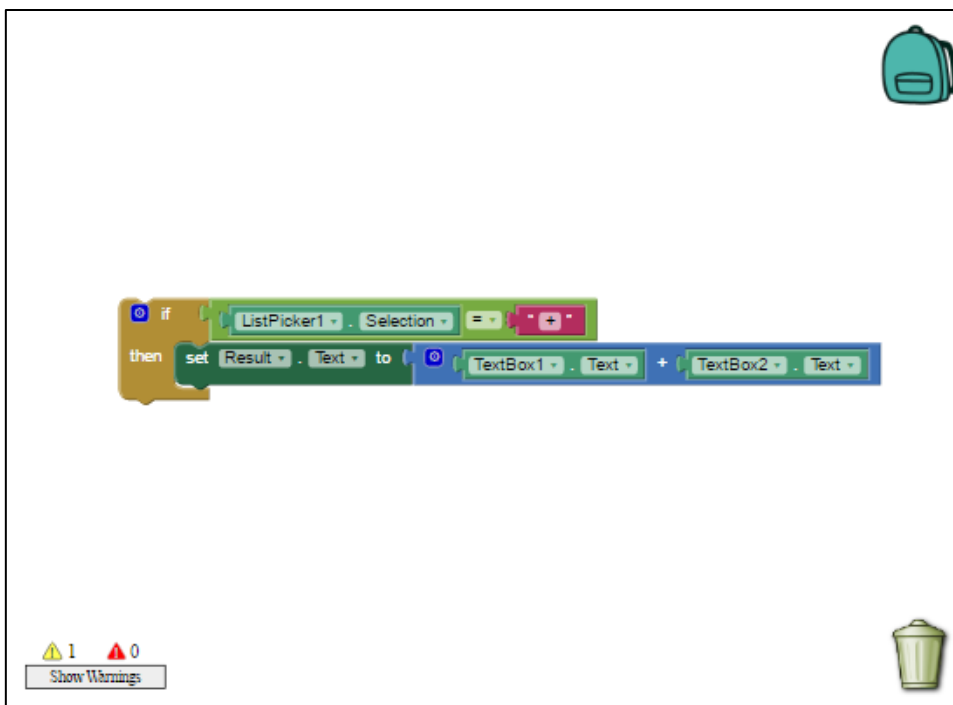 if ListPicker1 . Selection = " + "
then set Result . Text to TextBox1 . Text + TextBox2 . Text
1 0
Show Warnings